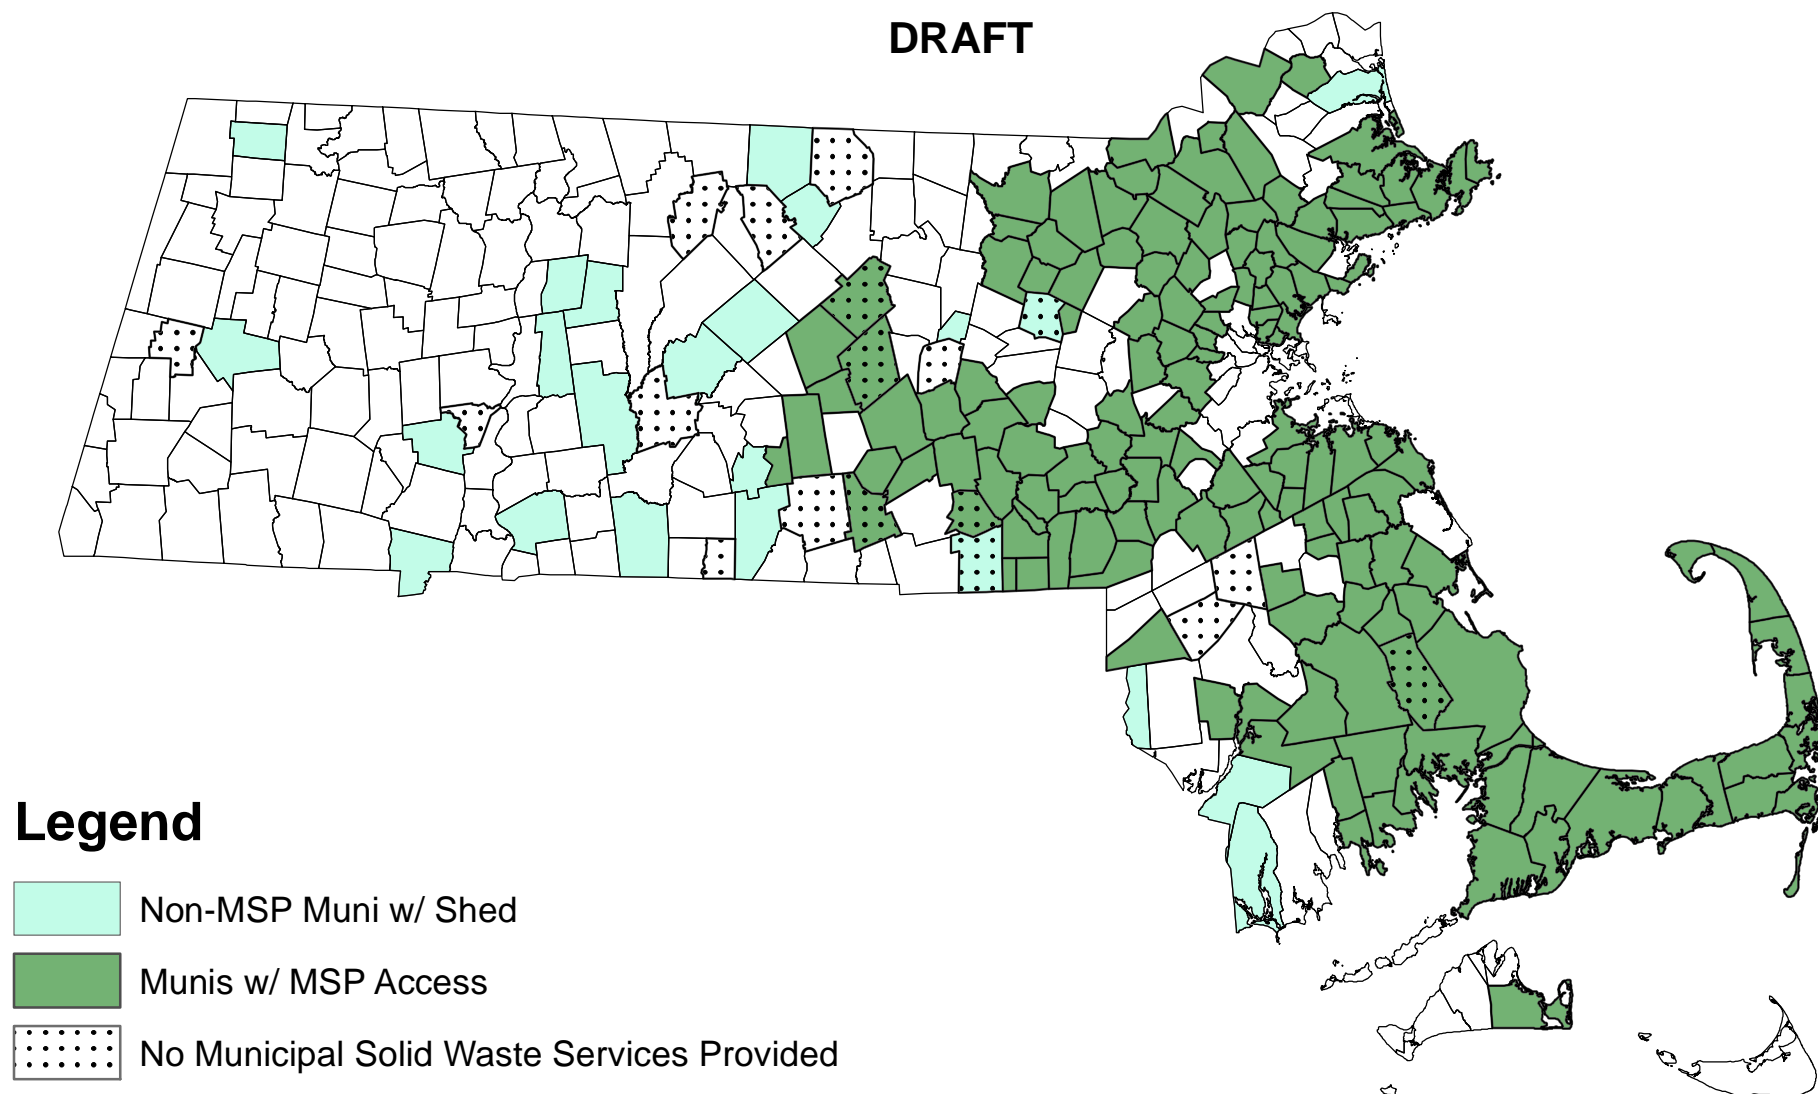 DRAFT
Legend
Non-MSP Muni w/ Shed
Munis w/ MSP Access
No Municipal Solid Waste Services Provided